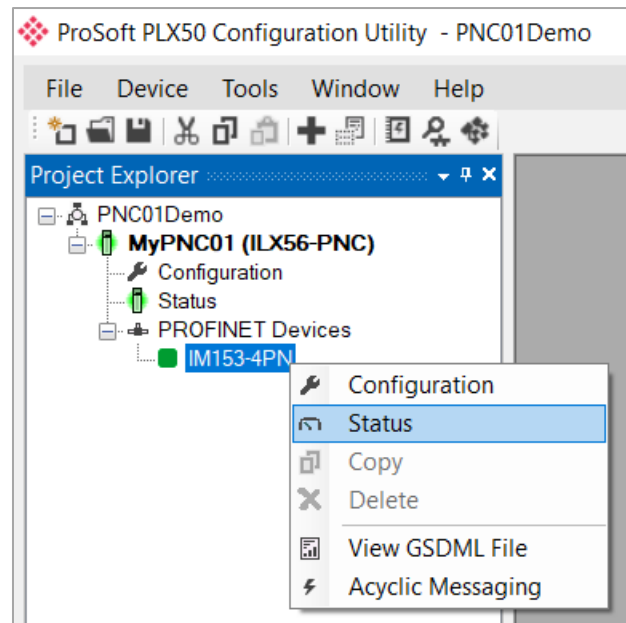 ProSoft PLX50 Configuration Utility - PNC01Demo
File Device Tools Window Help
Project Explorer
PNC01Demo
MyPNC01 (ILX56-PNC)
Configuration
Status
PROFINET Devices
IM153-4PN
Configuration
Status
Copy
Delete
View GSDML File
Acyclic Messaging